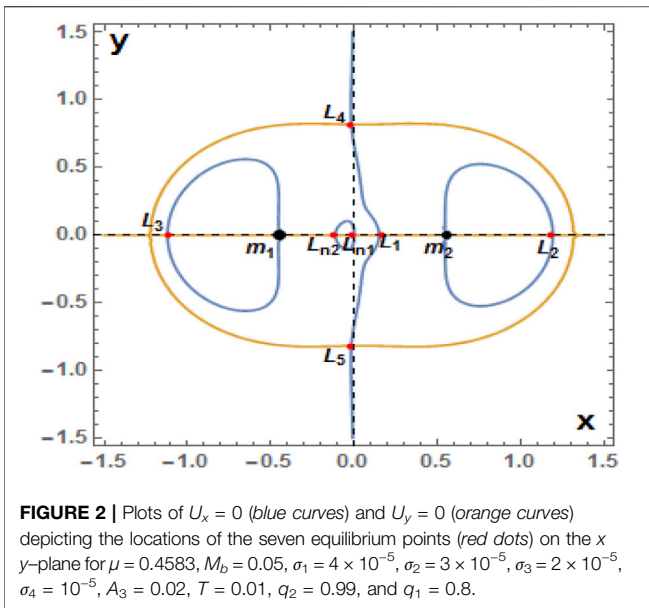 1.5
y
1.0
L4
0.5
0.0
L3
m1
Ln2
Ln1
L1
m2
L2
−0.5
L5
−1.0
x
−1.5
−1.5
−1.0
−0.5
0.0
0.5
1.0
1.5
FIGURE 2 | Plots of Ux = 0 (blue curves) and Uy = 0 (orange curves)
depicting the locations of the seven equilibrium points (red dots) on the x
y–plane for μ = 0.4583, Mb = 0.05, σ1 = 4 × 10−5, σ2 = 3 × 10−5, σ3 = 2 × 10−5,
σ4 = 10−5, A3 = 0.02, T = 0.01, q2 = 0.99, and q1 = 0.8.